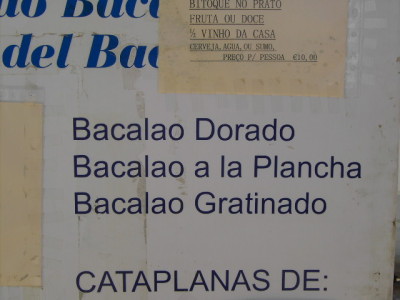 Baca
del Bac
BITOQUE NO PRATO
FRUTA OU DOCE
½ VINHO DA CASA
CERVEJA, AGUA, OU SUMO,
PREÇO P/ PESSOA €10,00
Bacalao Dorado
Bacalao a la Plancha
Bacalao Gratinado
CATAPLANAS DE: